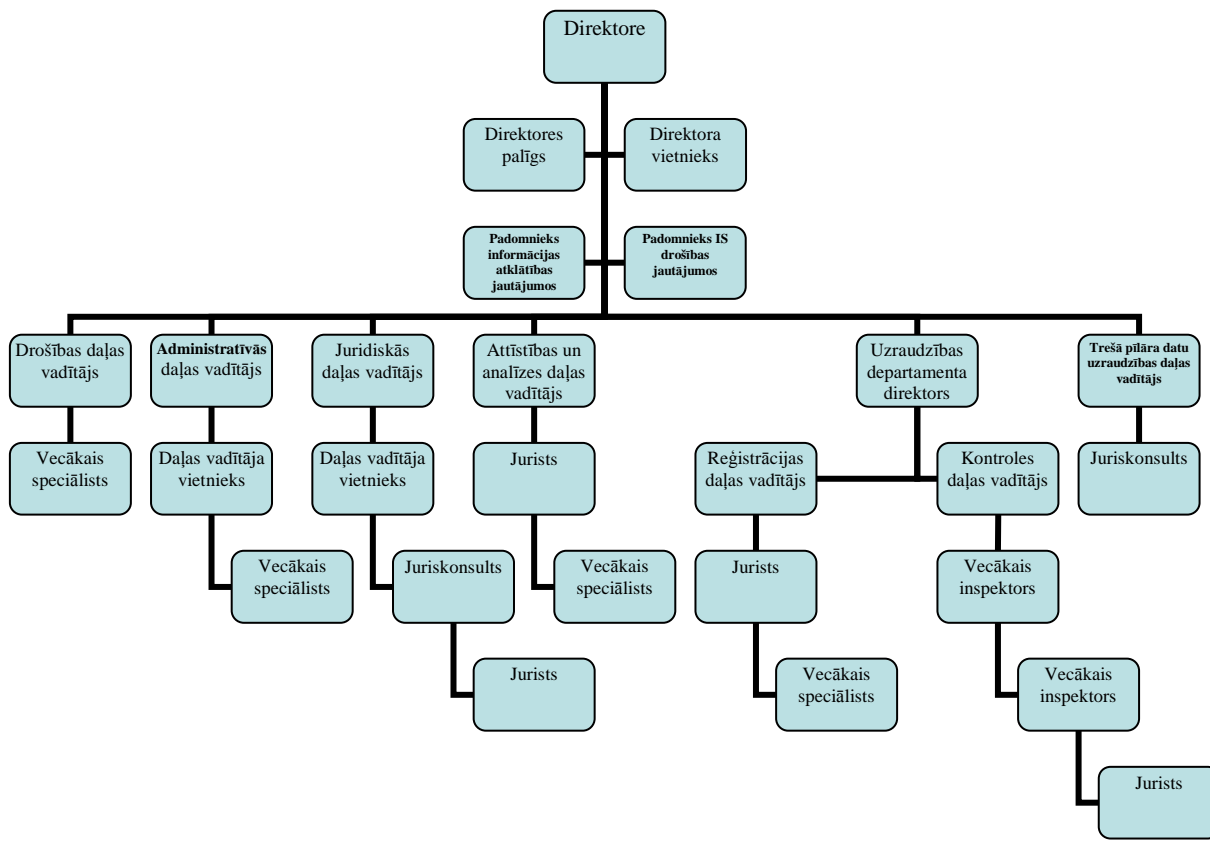 Direktore
Direktores
palīgs
Direktora
vietnieks
Padomnieks
informācijas
atklātības
jautājumos
Padomnieks IS
drošības
jautājumos
Drošības daļas
vadītājs
Administratīvās
daļas vadītājs
Juridiskās
daļas vadītājs
Attīstības un
analīzes daļas
vadītājs
Uzraudzības
departamenta
direktors
Trešā pīlāra datu
uzraudzības daļas
vadītājs
Vecākais
speciālists
Daļas vadītāja
vietnieks
Daļas vadītāja
vietnieks
Jurists
Reģistrācijas
daļas vadītājs
Kontroles
daļas vadītājs
Juriskonsults
Vecākais
speciālists
Juriskonsults
Vecākais
speciālists
Jurists
Vecākais
inspektors
Jurists
Vecākais
speciālists
Vecākais
inspektors
Jurists